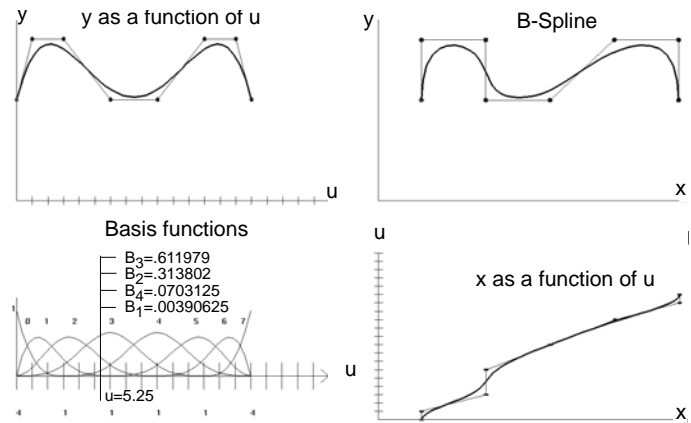 y
y as a function of u
u
y
B-Spline
x
Basis functions
B3=.611979
B2=.313802
B4=.0703125
B1=.00390625
1 0 1 2 3 4 5 6 7
u=5.25
u
4 1 1 1 1 4
u
x as a function of u
x